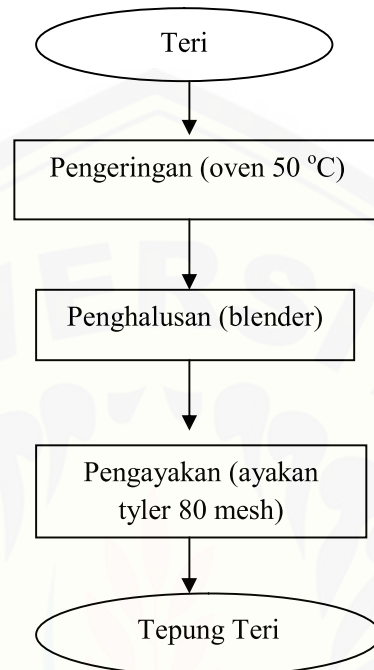 Teri
Pengeringan (oven 50 °C)
Penghalusan (blender)
Pengayakan (ayakan
tyler 80 mesh)
Tepung Teri